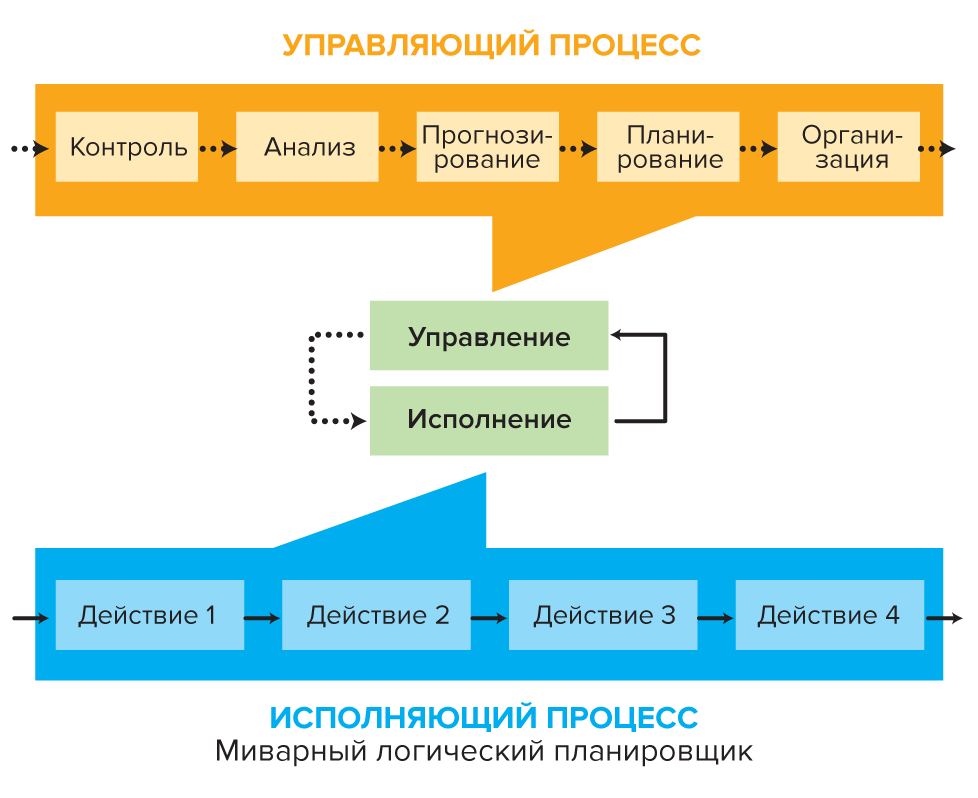 УПРАВЛЯЮЩИЙ ПРОЦЕСС
Контроль
Анализ
Прогнози-
рование
Плани-
рование
Органи-
зация
Управление
Исполнение
Действие 1
Действие 2
Действие 3
Действие 4
ИСПОЛНЯЮЩИЙ ПРОЦЕСС
Миварный логический планировщик